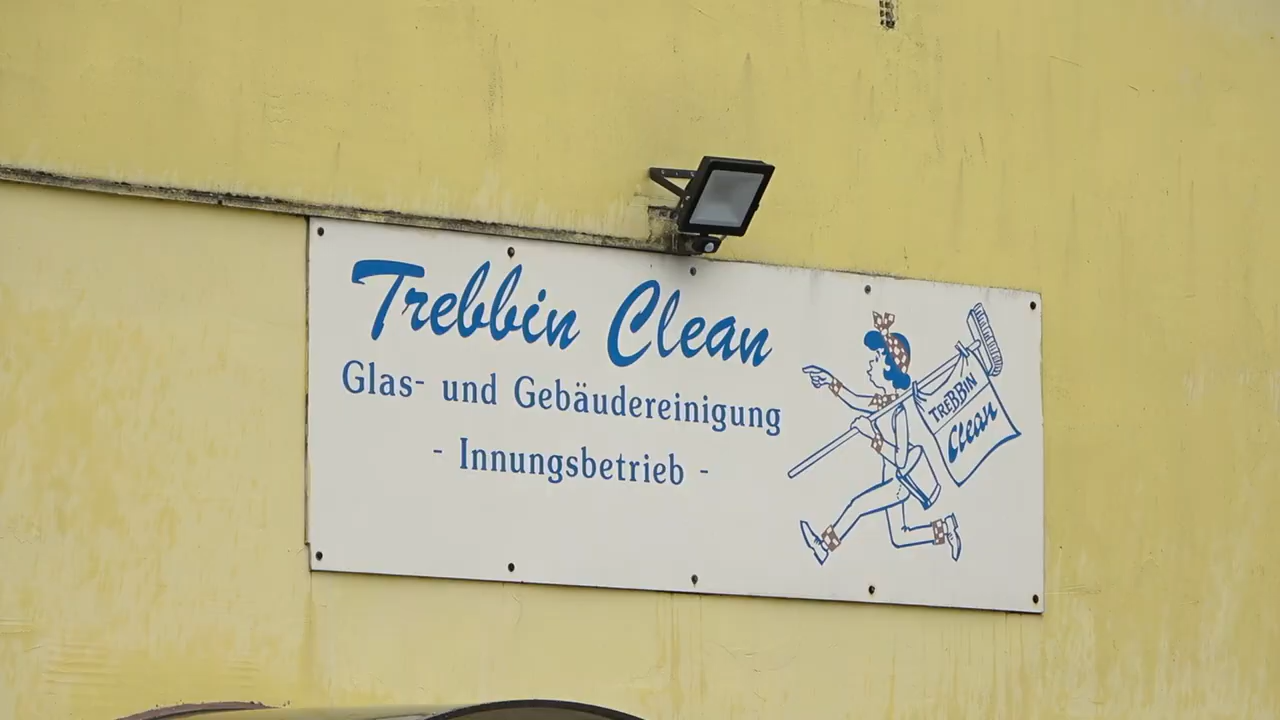 Trebbin Clean
Glas- und Gebäudereinigung
- Innungsbetrieb -
TREBBIN
Clean